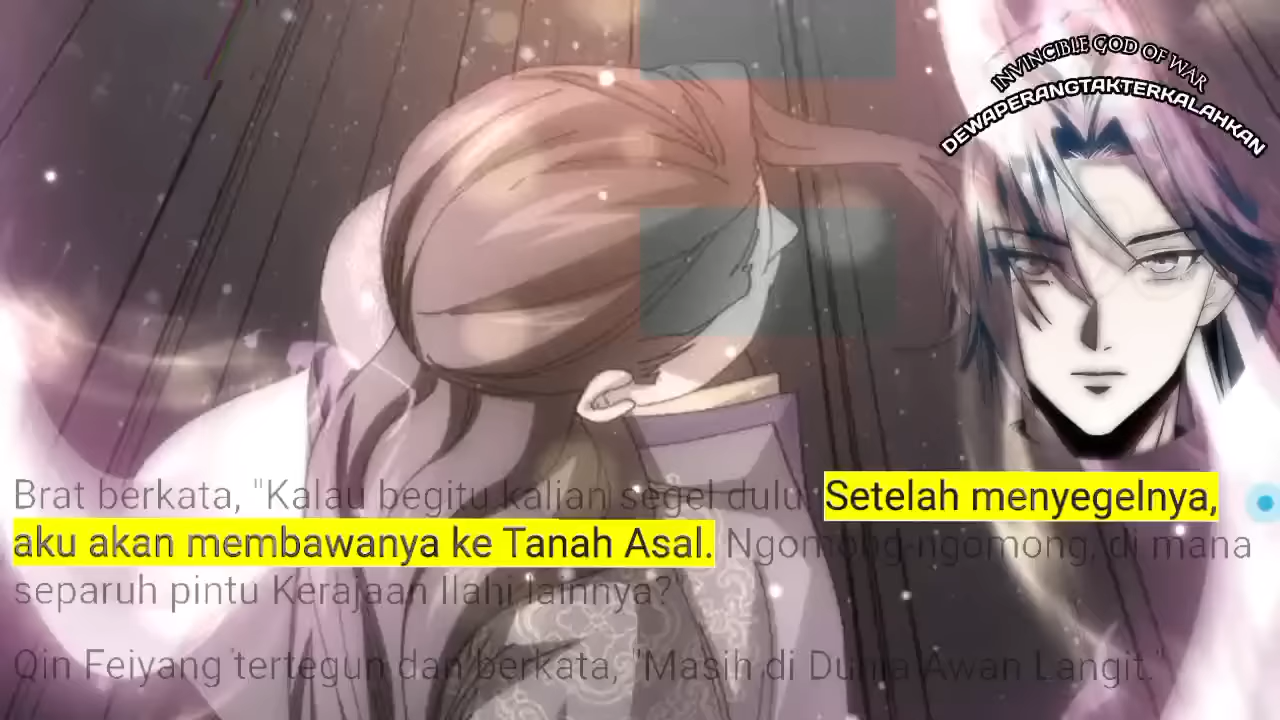 INVINCIBLE GOD OF WAR
DEWAPERANGTAKTERKALAHKAN
Brat berkata, "Kalau begitu kalian segel dulu. Setelah menyegelnya,
aku akan membawanya ke Tanah Asal. Ngomong-ngomong, di mana
separuh pintu Kerajaan Ilahi lainnya?"
Qin Feiyang tertegun dan berkata, "Masih di Dunia Awan Langit."